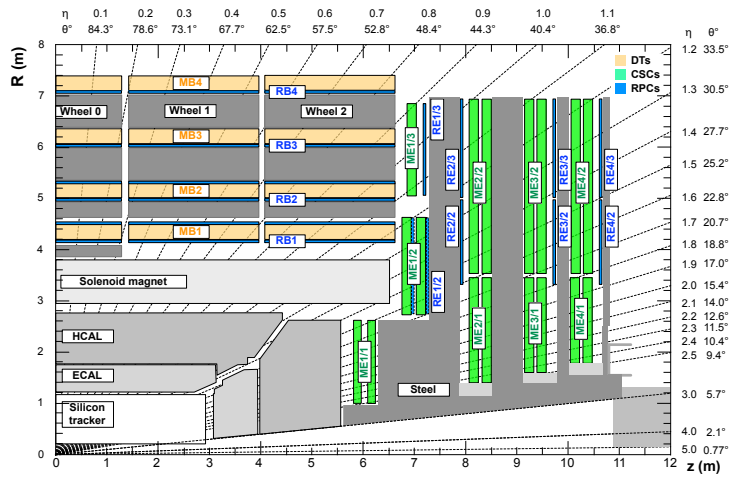 η 0.1 0.2 0.3 0.4 0.5 0.6 0.7 0.8 0.9 1.0 1.1
θ° 84.3° 78.6° 73.1° 67.7° 62.5° 57.5° 52.8° 48.4° 44.3° 40.4° 36.8° η θ°
R (m)
8
7
6
5
4
3
2
1
0
1.2 33.5°
1.3 30.5°
1.4 27.7°
1.5 25.2°
1.6 22.8°
1.7 20.7°
1.8 18.8°
1.9 17.0°
2.0 15.4°
2.1 14.0°
2.2 12.6°
2.3 11.5°
2.4 10.4°
2.5 9.4°
3.0 5.7°
4.0 2.1°
5.0 0.77°
DTs
CSCs
RPCs
MB4
RB4
Wheel 0
Wheel 1
Wheel 2
MB3
RB3
MB2
RB2
MB1
RB1
Solenoid magnet
HCAL
ECAL
Silicon
tracker
Steel
ME1/3
RE1/3
ME1/2
RE1/2
ME1/1
RE2/3
RE2/2
ME2/2
ME2/1
ME3/2
ME3/1
RE3/3
RE3/2
ME4/2
ME4/1
RE4/3
RE4/2
0 1 2 3 4 5 6 7 8 9 10 11 12
z (m)